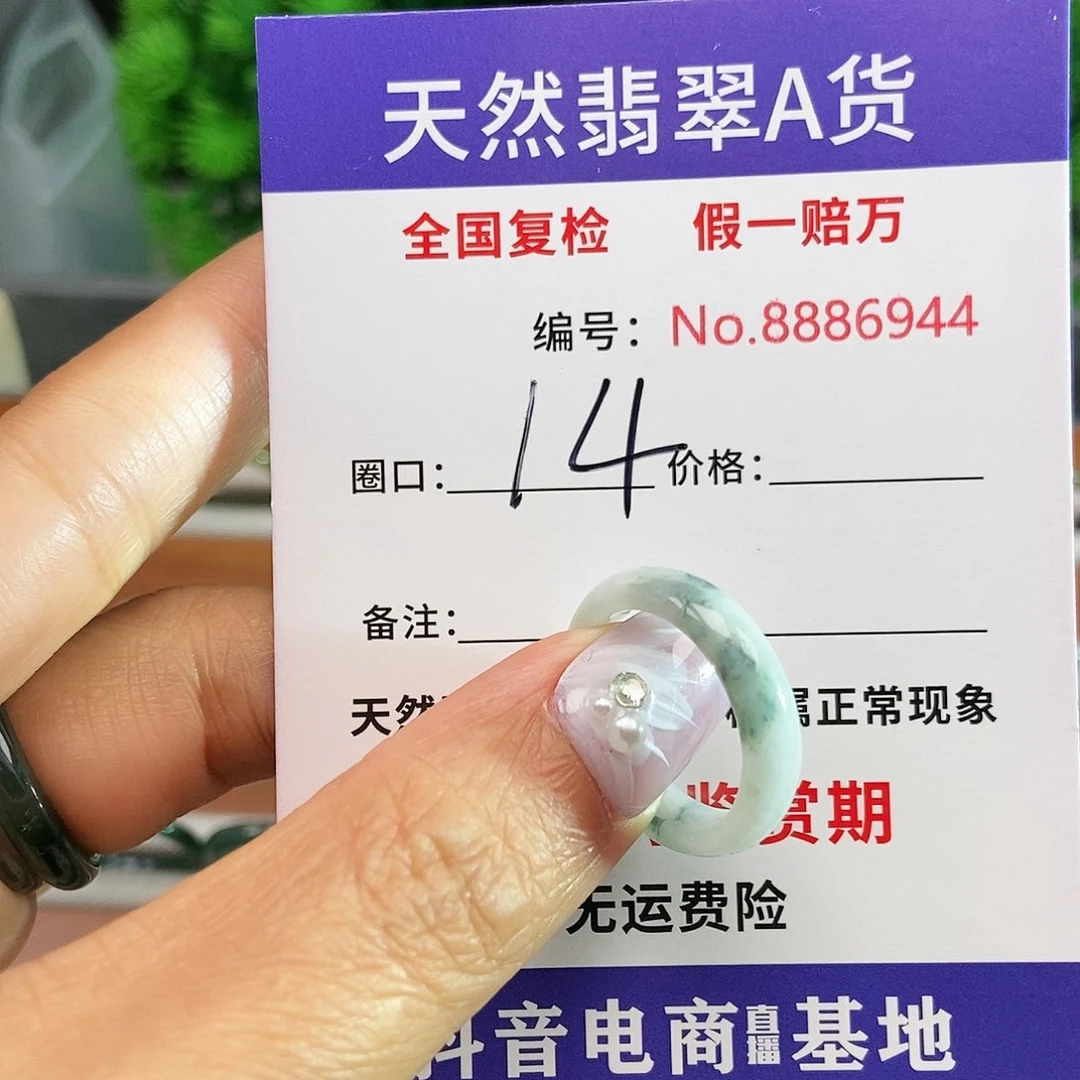 天然翡翠A货
全国复检 假一赔万
编号：No.8886944
圈口：14 价格：
备注：
天然 属正常现象
鉴赏期
无运费险
抖音电商直播基地